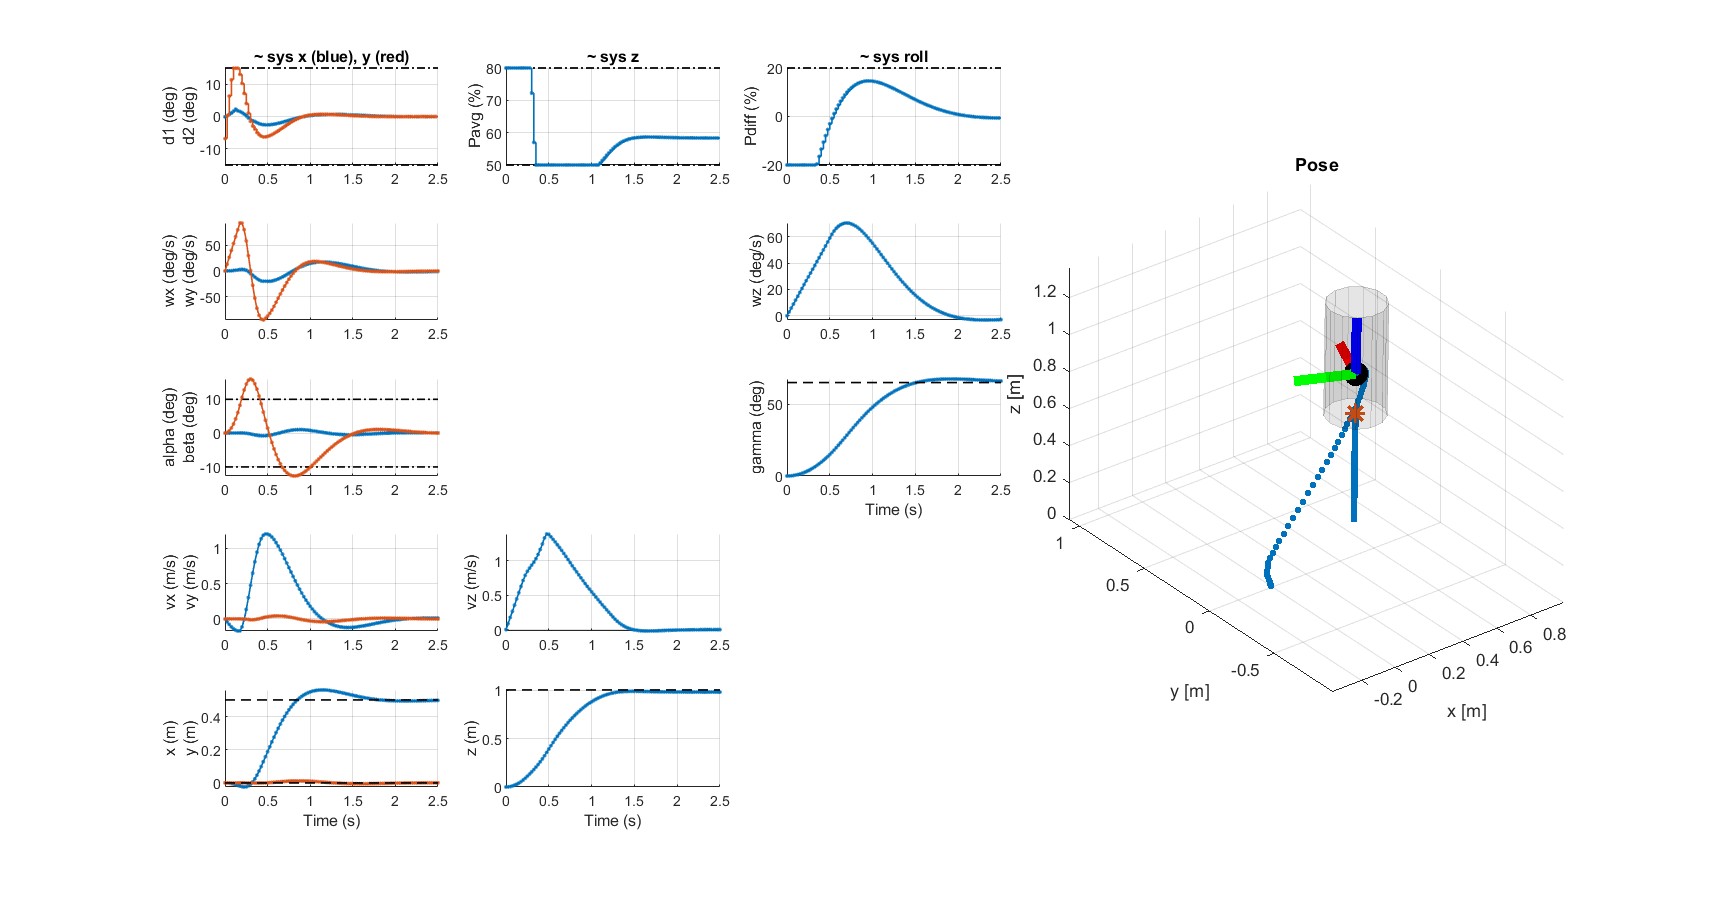 ~ sys x (blue), y (red)
d1 (deg)
d2 (deg)
10
0
-10
0 0.5 1 1.5 2 2.5
~ sys z
Pavg (%)
80
70
60
50
0 0.5 1 1.5 2 2.5
~ sys roll
Pdiff (%)
20
0
-20
0 0.5 1 1.5 2 2.5
wx (deg/s)
wy (deg/s)
50
0
-50
0 0.5 1 1.5 2 2.5
wz (deg/s)
60
40
20
0
0 0.5 1 1.5 2 2.5
alpha (deg)
beta (deg)
10
0
-10
0 0.5 1 1.5 2 2.5
gamma (deg)
50
0
0 0.5 1 1.5 2 2.5
Time (s)
vx (m/s)
vy (m/s)
1
0.5
0
0 0.5 1 1.5 2 2.5
vz (m/s)
1
0.5
0
0 0.5 1 1.5 2 2.5
x (m)
y (m)
0.4
0.2
0
0 0.5 1 1.5 2 2.5
Time (s)
z (m)
1
0.5
0
0 0.5 1 1.5 2 2.5
Time (s)
Pose
z [m]
1.2
1
0.8
0.6
0.4
0.2
0
1
0.5
0
-0.5
y [m]
-0.2
0
0.2
0.4
0.6
0.8
x [m]